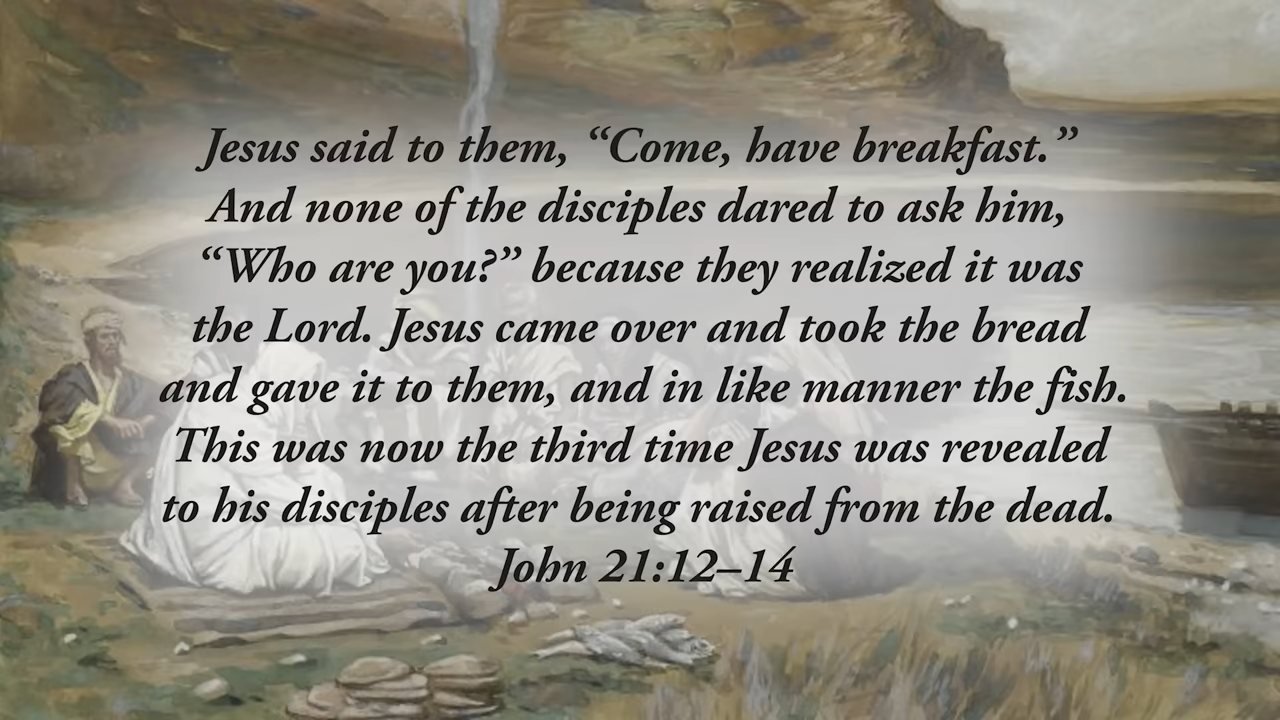 Jesus said to them, “Come, have breakfast.”
And none of the disciples dared to ask him,
“Who are you?” because they realized it was
the Lord. Jesus came over and took the bread
and gave it to them, and in like manner the fish.
This was now the third time Jesus was revealed
to his disciples after being raised from the dead.
John 21:12–14